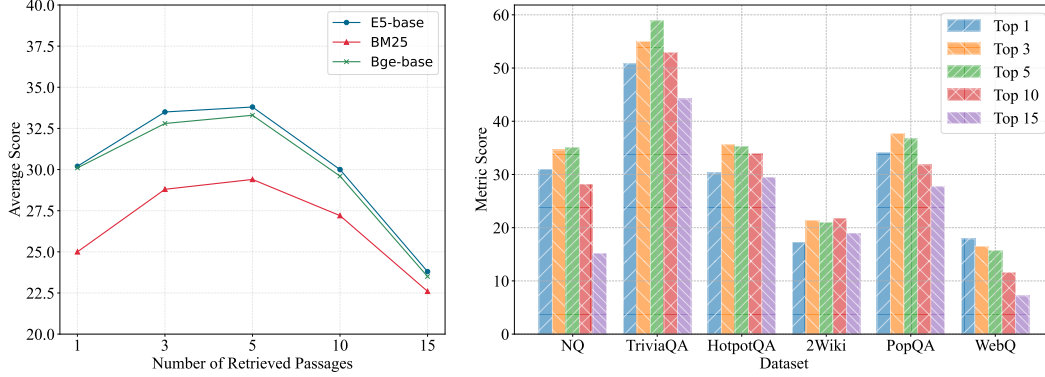 40.0
37.5
35.0
32.5
30.0
27.5
25.0
22.5
20.0
Average Score
E5-base
BM25
Bge-base
1 3 5 10 15
Number of Retrieved Passages
60
50
40
30
20
10
0
Metric Score
Top 1
Top 3
Top 5
Top 10
Top 15
NQ TriviaQA HotpotQA 2Wiki PopQA WebQ
Dataset